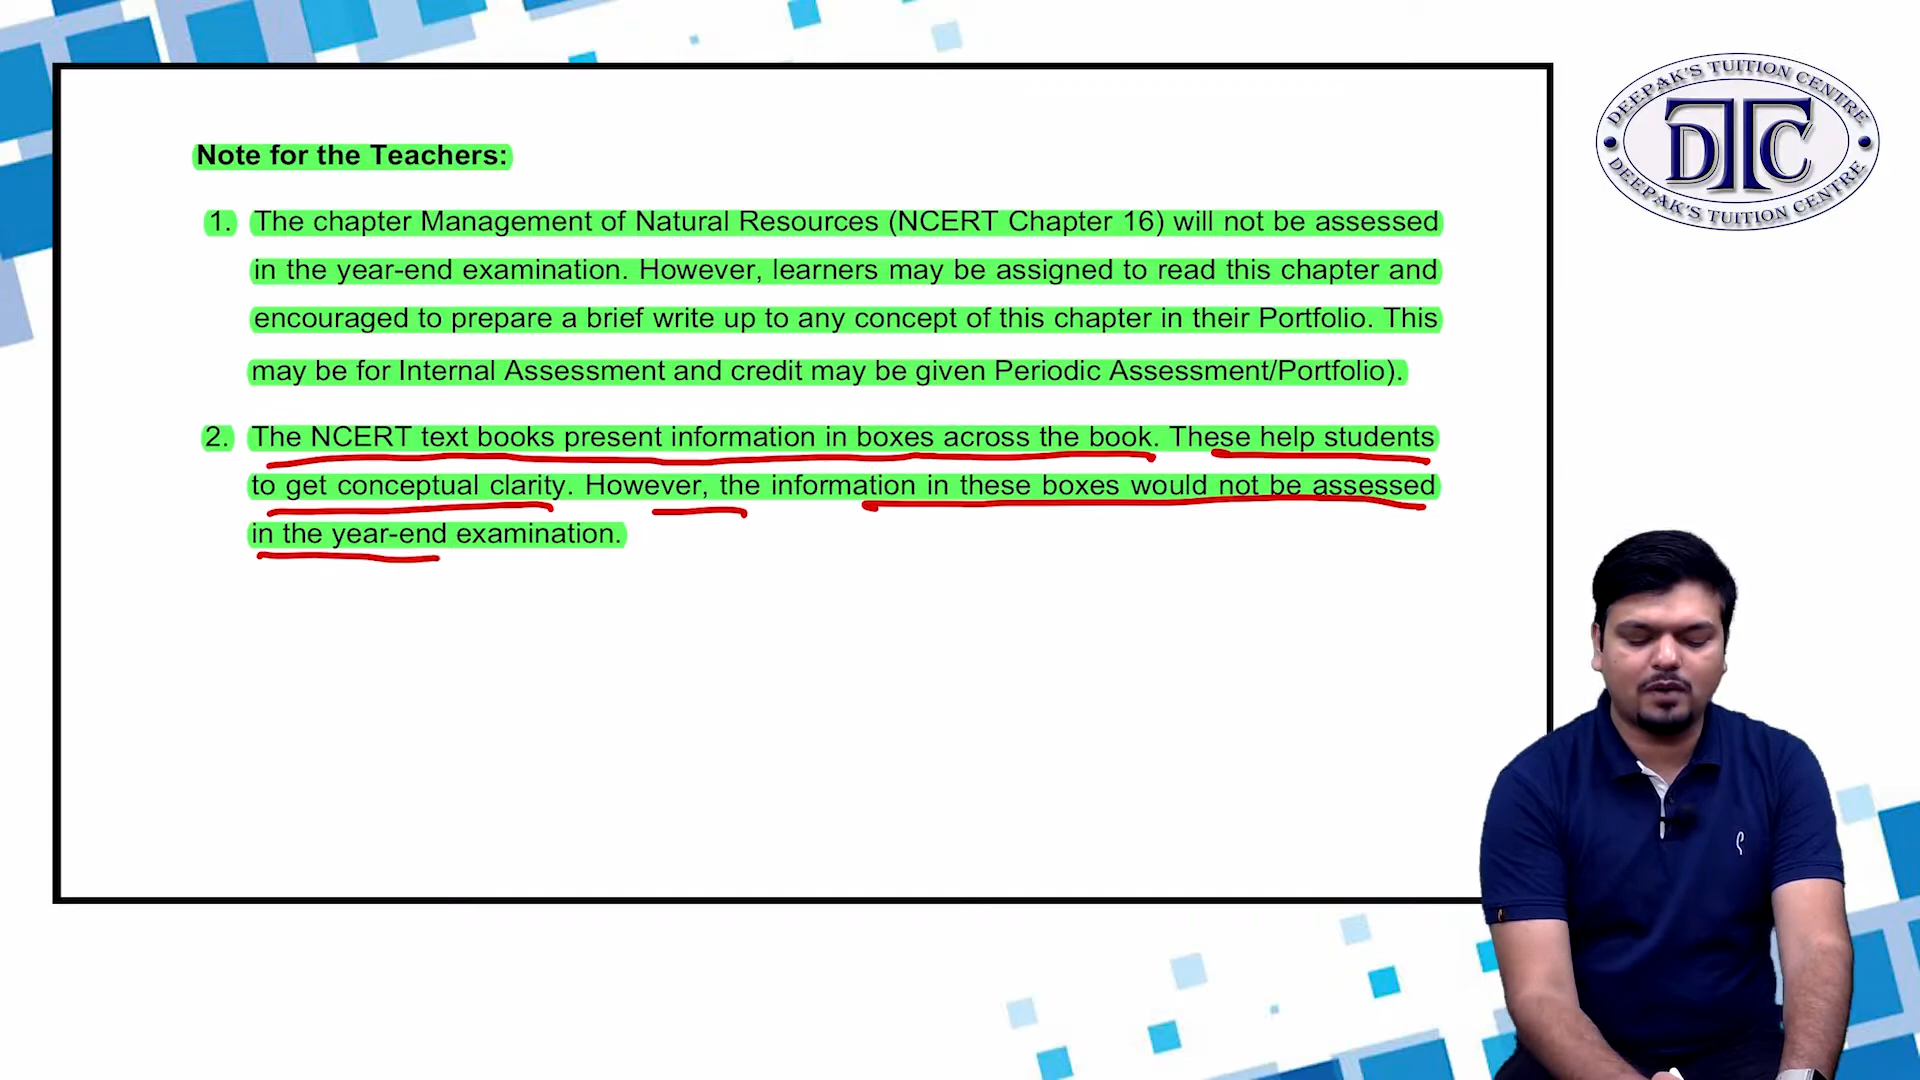 Note for the Teachers:
1. The chapter Management of Natural Resources (NCERT Chapter 16) will not be assessed
in the year-end examination. However, learners may be assigned to read this chapter and
encouraged to prepare a brief write up to any concept of this chapter in their Portfolio. This
may be for Internal Assessment and credit may be given Periodic Assessment/Portfolio).
2. The NCERT text books present information in boxes across the book. These help students
to get conceptual clarity. However, the information in these boxes would not be assessed
in the year-end examination.
DEEPAK'S TUITION CENTRE
DTC
DEEPAK'S TUITION CENTRE